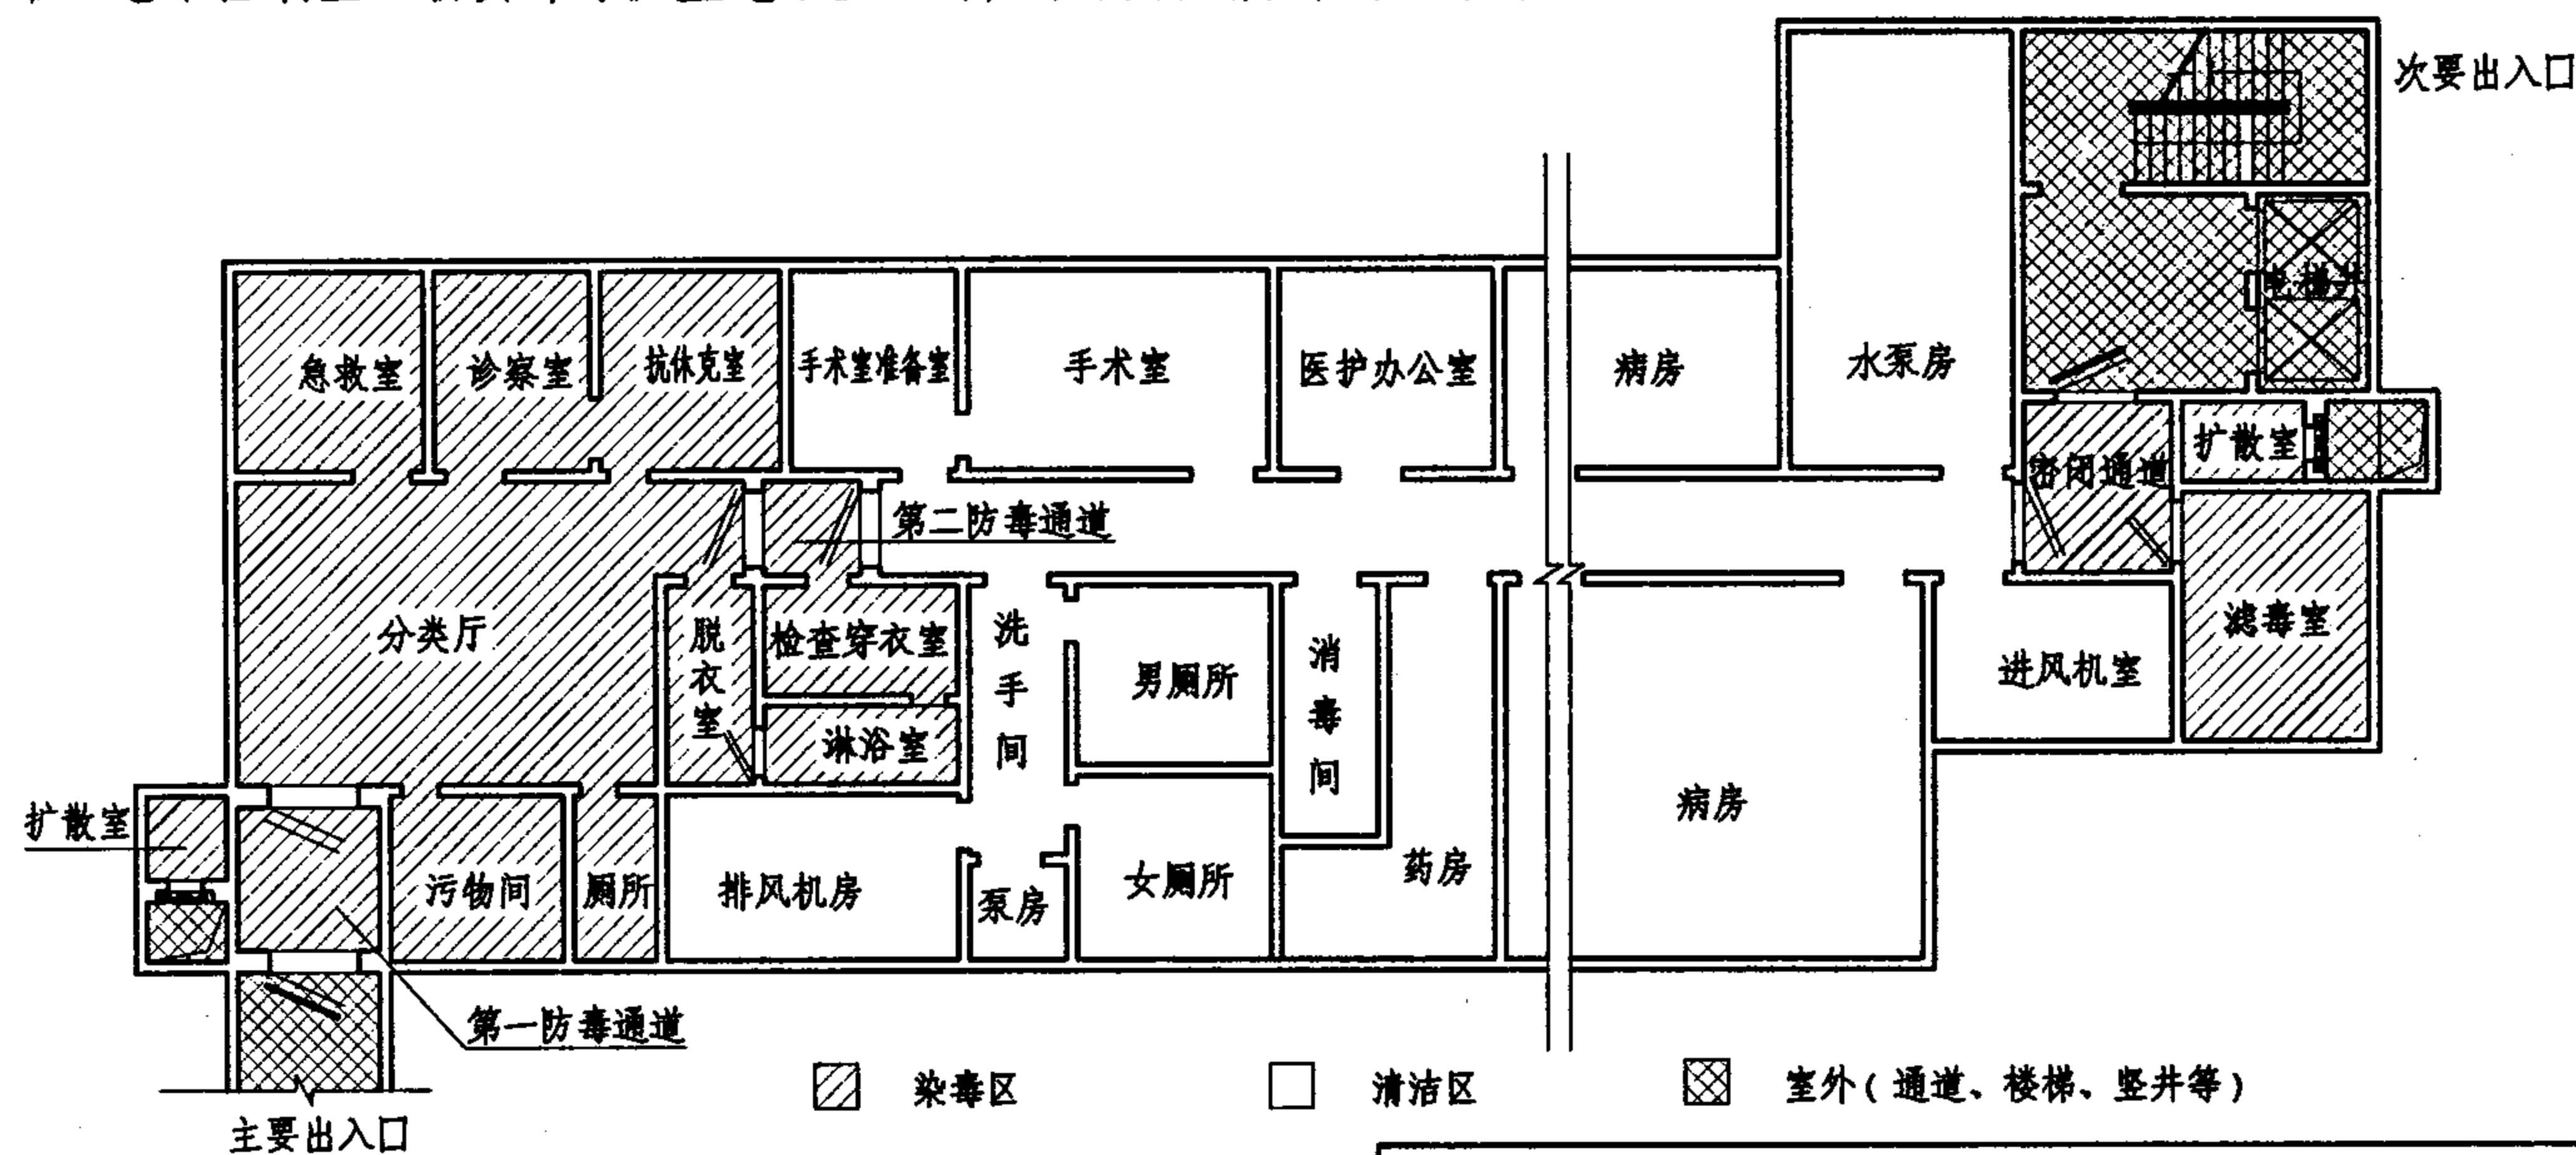 次要出入口
电梯井
急救室
诊察室
抗休克室
手术室准备室
手术室
医护办公室
病房
水泵房
扩散室
密闭通道
第二防毒通道
分类厅
脱衣室
检查穿衣室
洗手间
男厕所
消毒间
滤毒室
进风机室
淋浴室
扩散室
病房
污物间
厕所
排风机房
泵房
女厕所
药房
第一防毒通道
染毒区
清洁区
室外(通道、楼梯、竖井等)
主要出入口